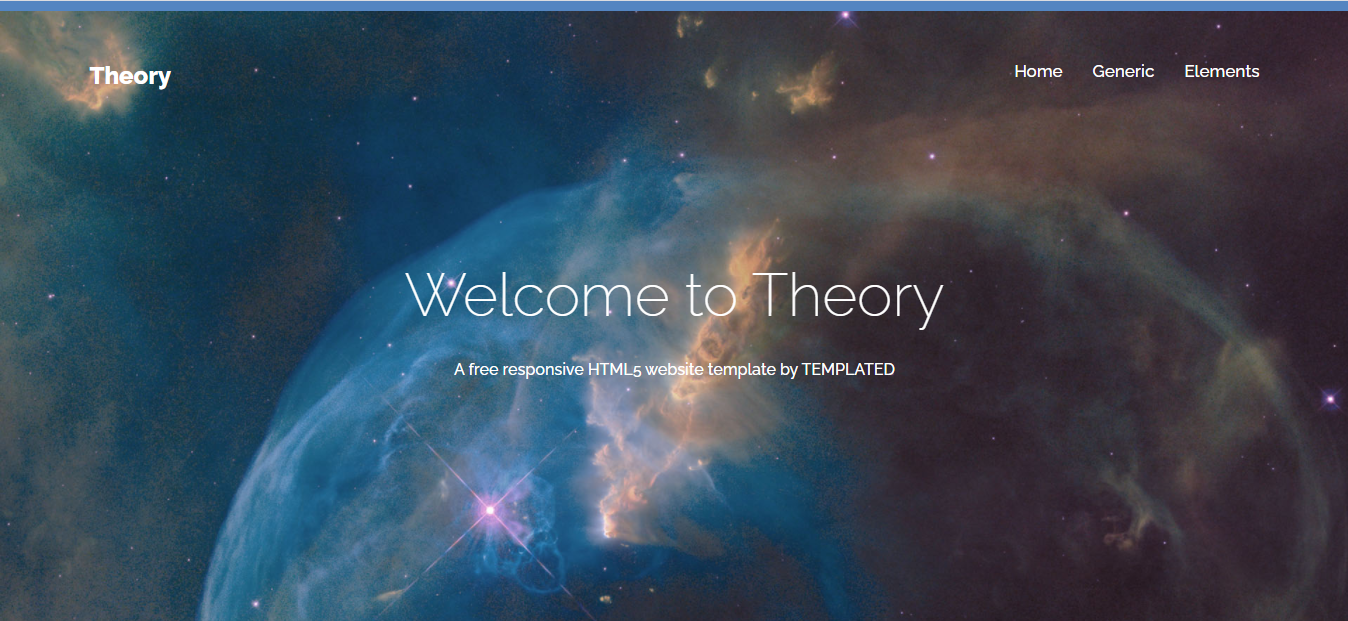 Theory
Home Generic Elements
Welcome to Theory
A free responsive HTML5 website template by TEMPLATED